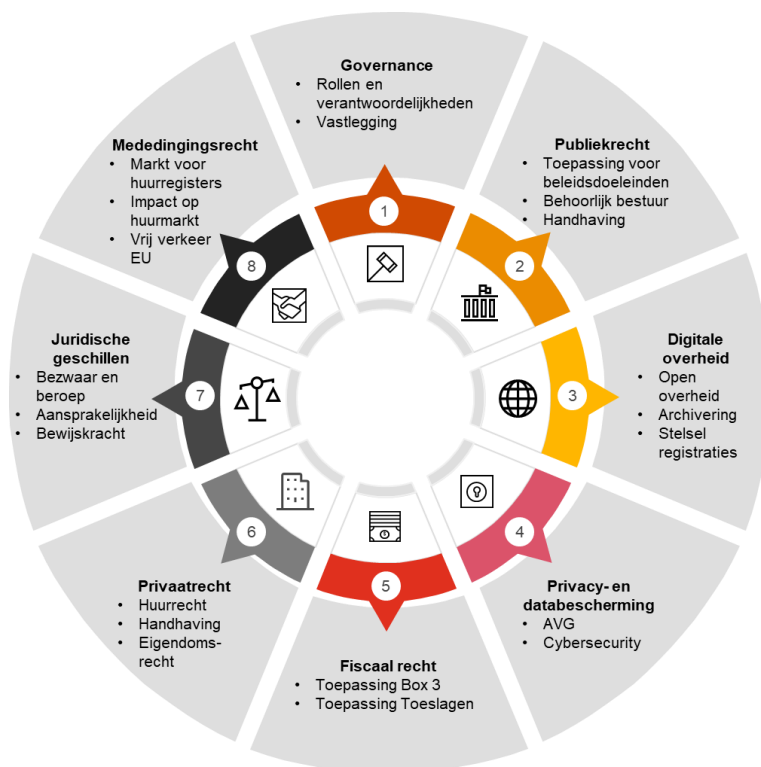 Governance
• Rollen en
verantwoordelijkheden
• Vastlegging
1
Publiekrecht
• Toepassing voor
beleidsdoeleinden
• Behoorlijk bestuur
• Handhaving
2
Digitale
overheid
• Open
overheid
• Archivering
• Stelsel
registraties
3
Privacy- en
databescherming
• AVG
• Cybersecurity
4
Fiscaal recht
• Toepassing Box 3
• Toepassing Toeslagen
5
Privaatrecht
• Huurrecht
• Handhaving
• Eigendoms-
recht
6
Juridische
geschillen
• Bezwaar en
beroep
• Aansprakelijkheid
• Bewijskracht
7
Mededingingsrecht
• Markt voor
huurregisters
• Impact op
huurmarkt
• Vrij verkeer
EU
8